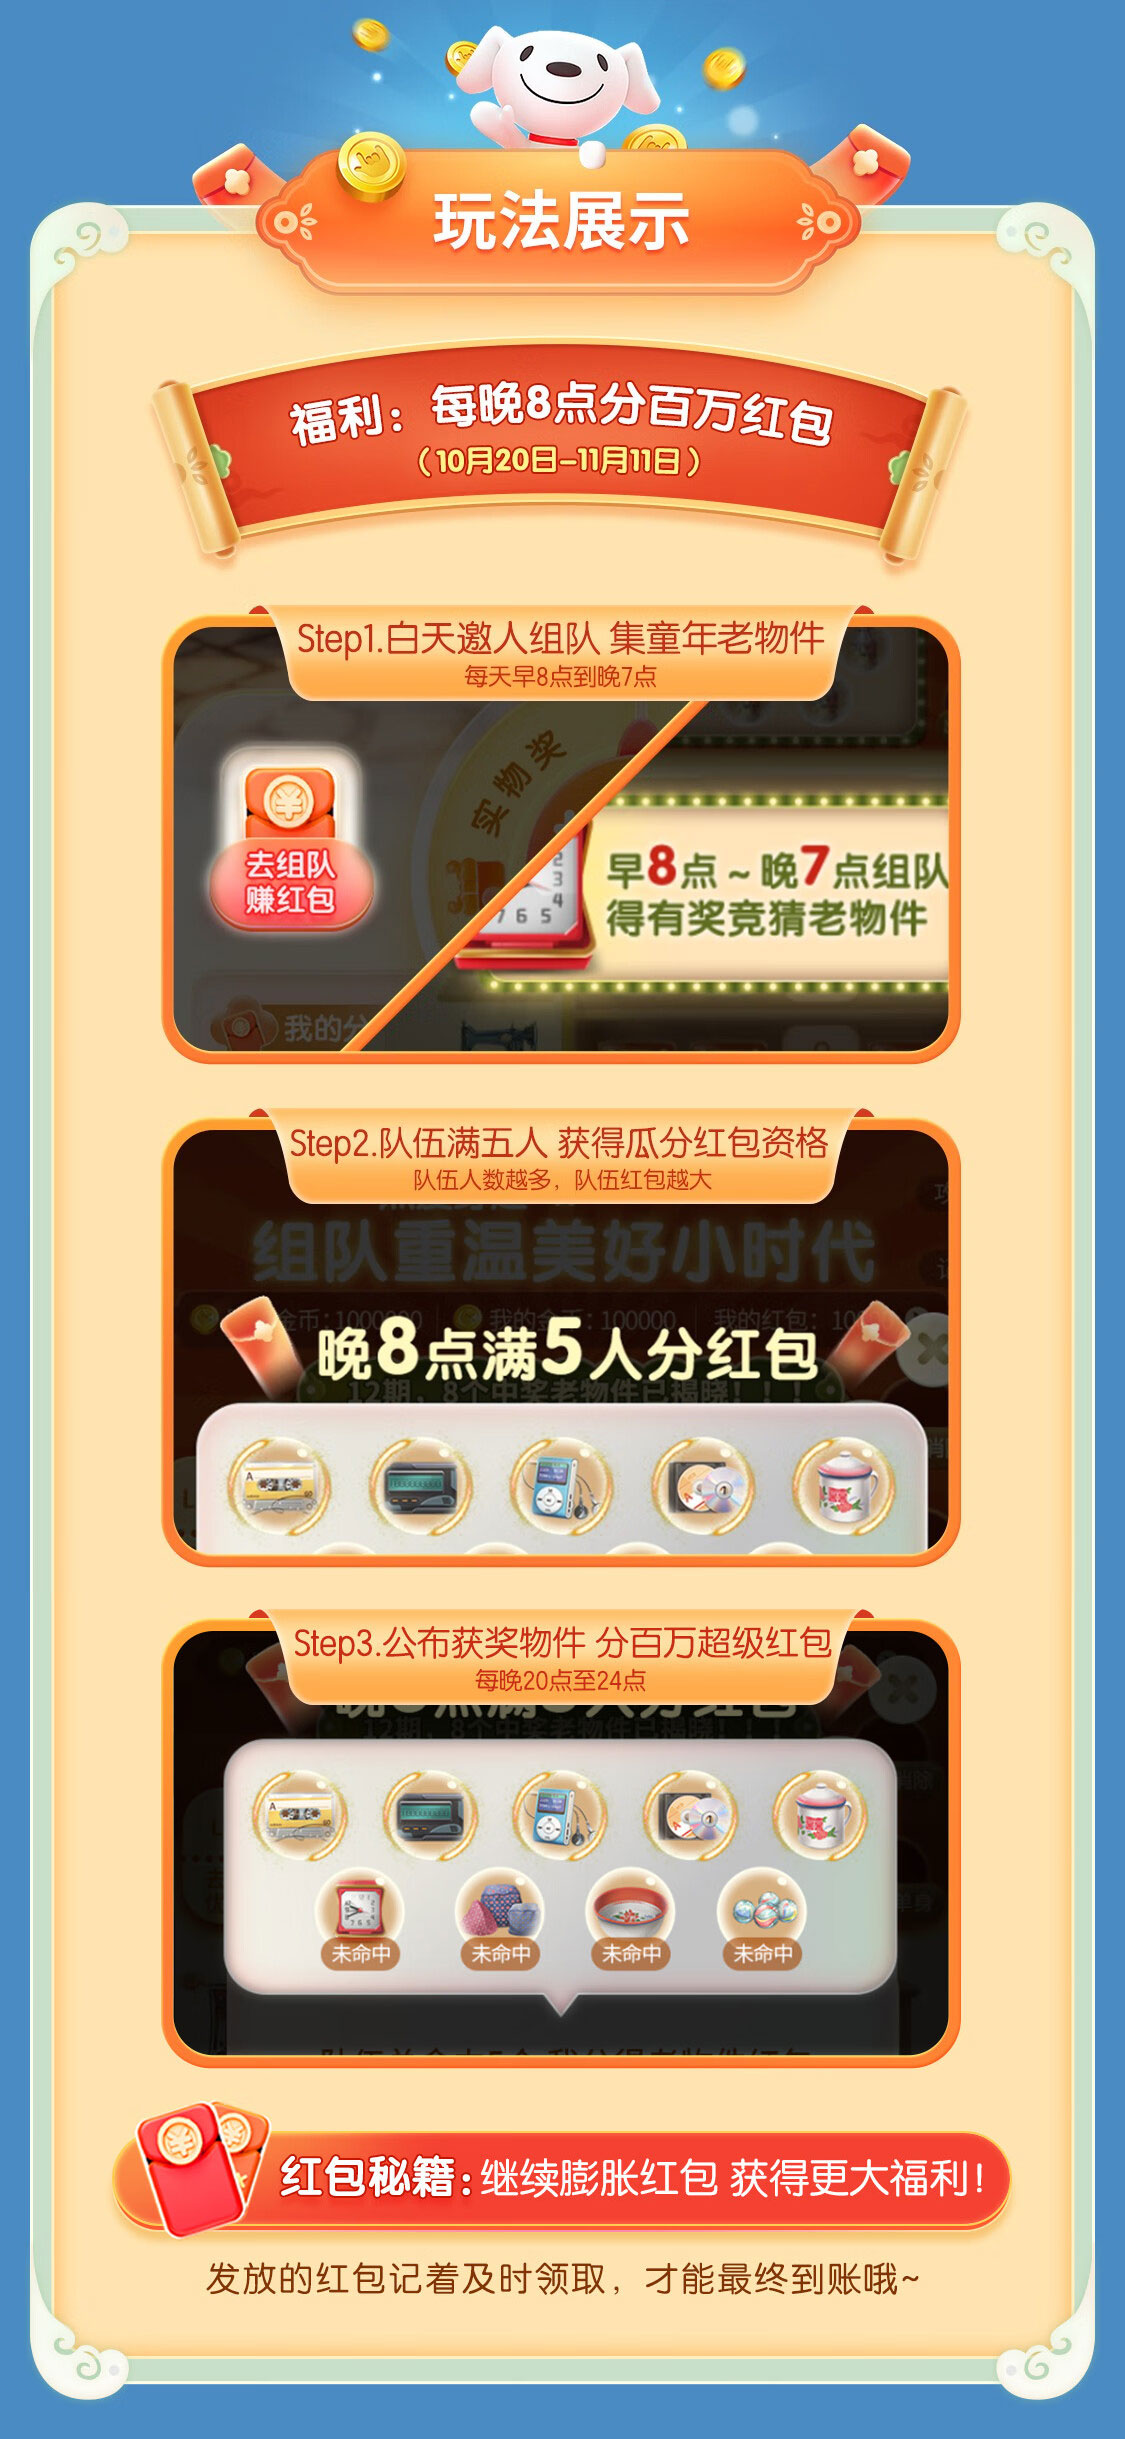 玩法展示
福利：每晚8点分百万红包
（10月20日-11月11日）
Step1.白天邀人组队 集童年老物件
每天早8点到晚7点
实物奖
去组队
赚红包
早8点~晚7点组队
得有奖竞猜老物件
我的分
Step2.队伍满五人 获得瓜分红包资格
队伍人数越多，队伍红包越大
组队重温美好小时代
金币：1000000
我的金币：100000
我的红包：10
晚8点满5人分红包
12期，8个中奖老物件已揭晓！！！
Step3.公布获奖物件 分百万超级红包
每晚20点至24点
晚8点满5人分红包
12期，8个中奖老物件已揭晓！！！
未命中
未命中
未命中
未命中
红包秘籍：继续膨胀红包 获得更大福利！
发放的红包记着及时领取，才能最终到账哦~